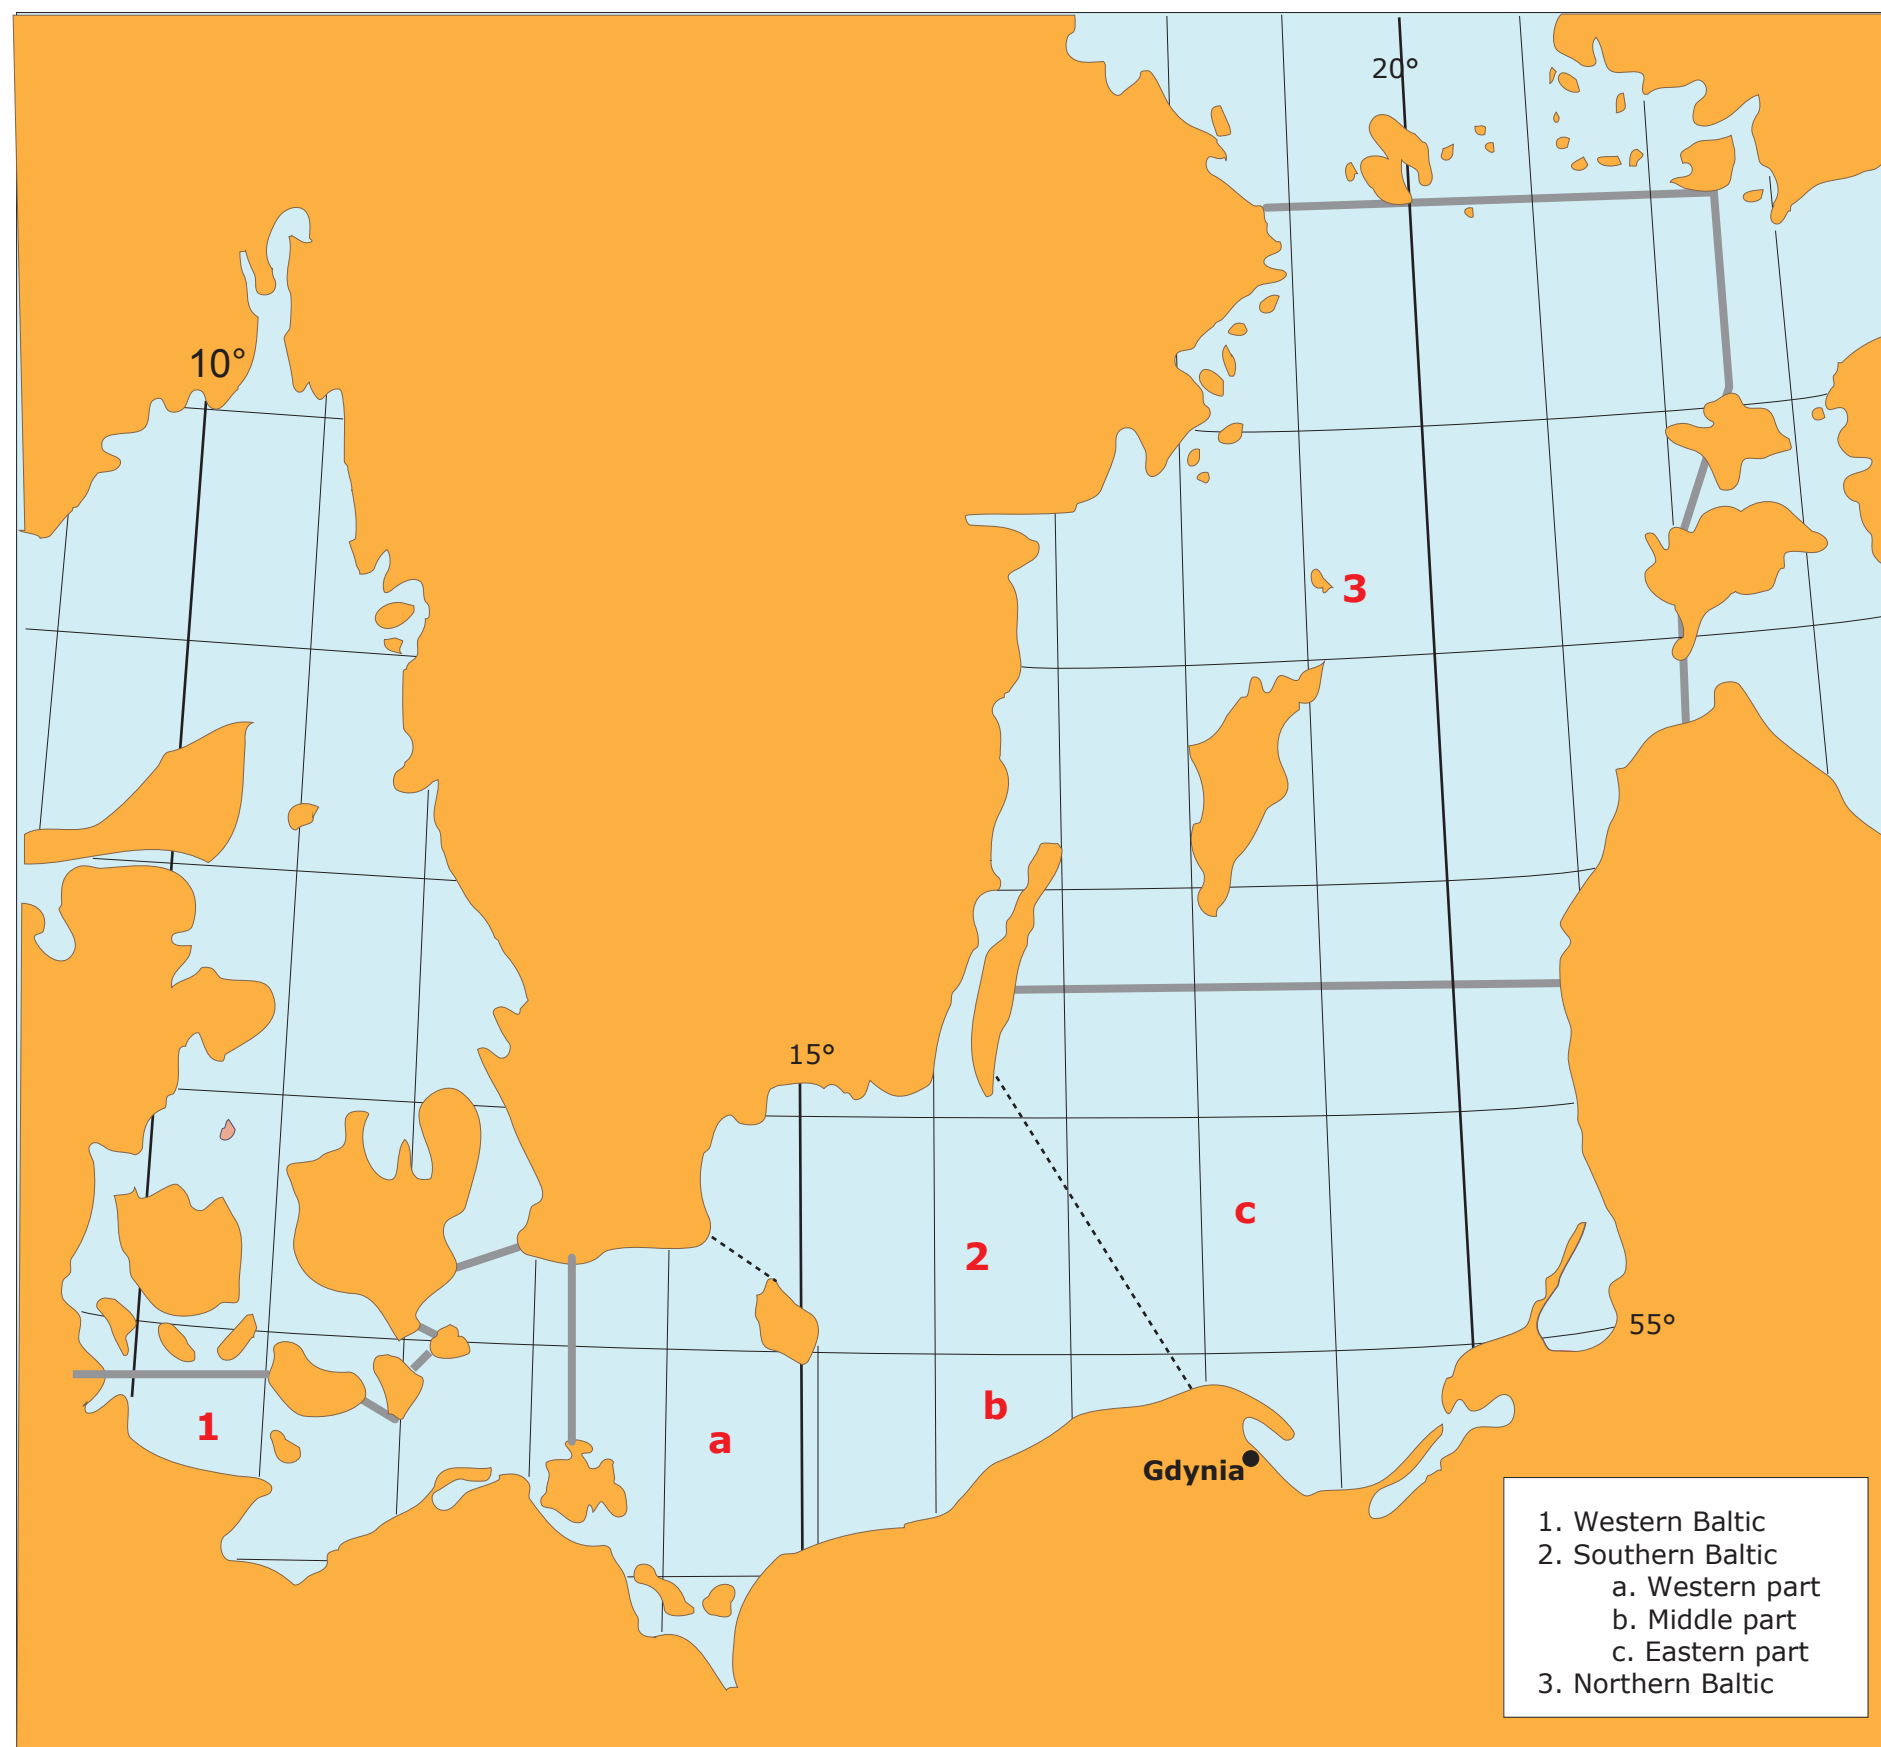 20°
10°
3
15°
c
2
55°
b
1
a
Gdynia
1. Western Baltic
2. Southern Baltic
a. Western part
b. Middle part
c. Eastern part
3. Northern Baltic